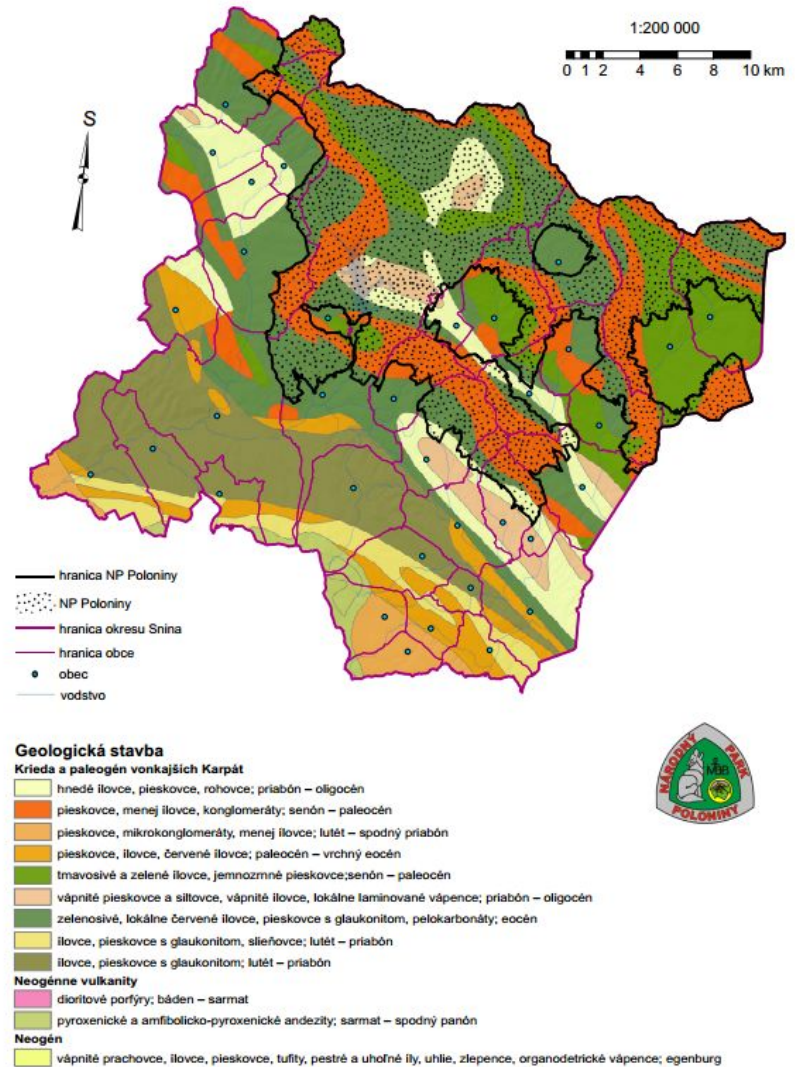 1:200 000
0 1 2 4 6 8 10 km
S
hranica NP Poloniny
NP Poloniny
hranica okresu Snina
hranica obce
obec
vodstvo
Geologická stavba
Krieda a paleogén vonkajších Karpát
hnedé ílovce, pieskovce, rohovce; priabón – oligocén
pieskovce, menej ílovce, konglomeráty; senón – paleocén
pieskovce, mikrokonglomeráty, menej ílovce; lutét – spodný priabón
pieskovce, ílovce, červené ílovce; paleocén – vrchný eocén
tmavosivé a zelené ílovce, jemnozrnné pieskovce;senón – paleocén
vápnité pieskovce a siltovce, vápnité ílovce, lokálne laminované vápence; priabón – oligocén
zelenosivé, lokálne červené ílovce, pieskovce s glaukonitom, pelokarbonáty; eocén
ílovce, pieskovce s glaukonitom, slieňovce; lutét – priabón
ílovce, pieskovce s glaukonitom; lutét – priabón
Neogénne vulkanity
dioritové porfýry; báden – sarmat
pyroxenické a amfibolicko-pyroxenické andezity; sarmat – spodný panón
Neogén
vápnité prachovce, ílovce, pieskovce, tufity, pestré a uhoľné íly, uhlie, zlepence, organodetrické vápence; egenburg
NÁRODNÝ PARK
POLONINY